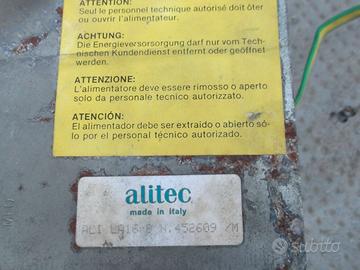 ATTENTION:
Seul le personnel technique autorisé doit ôter
ou ouvrir l'alimentateur.
ACHTUNG:
Die Energieversorgung darf nur vom Tech-
nischen Kundendienst entfernt oder geöffnet
werden.
ATTENZIONE:
L'alimentatore deve essere rimosso o aperto
solo da personale tecnico autorizzato.
ATENCIÓN:
El alimentador debe ser extraido o abierto só-
lo por el personal técnico autorizado.
alitec
made in italy
ALI LA16-B N.452609 /M
subito